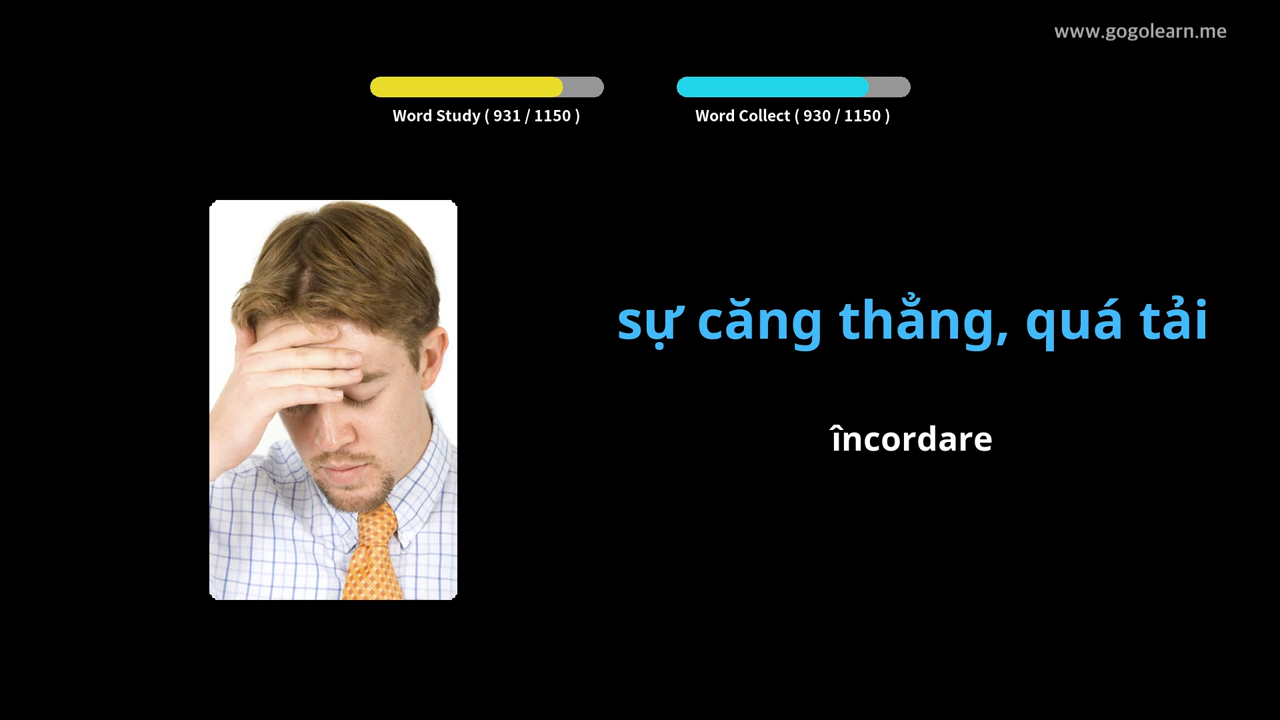 www.gogolearn.me
Word Study ( 931 / 1150 )
Word Collect ( 930 / 1150 )
sự căng thẳng, quá tải
încordare